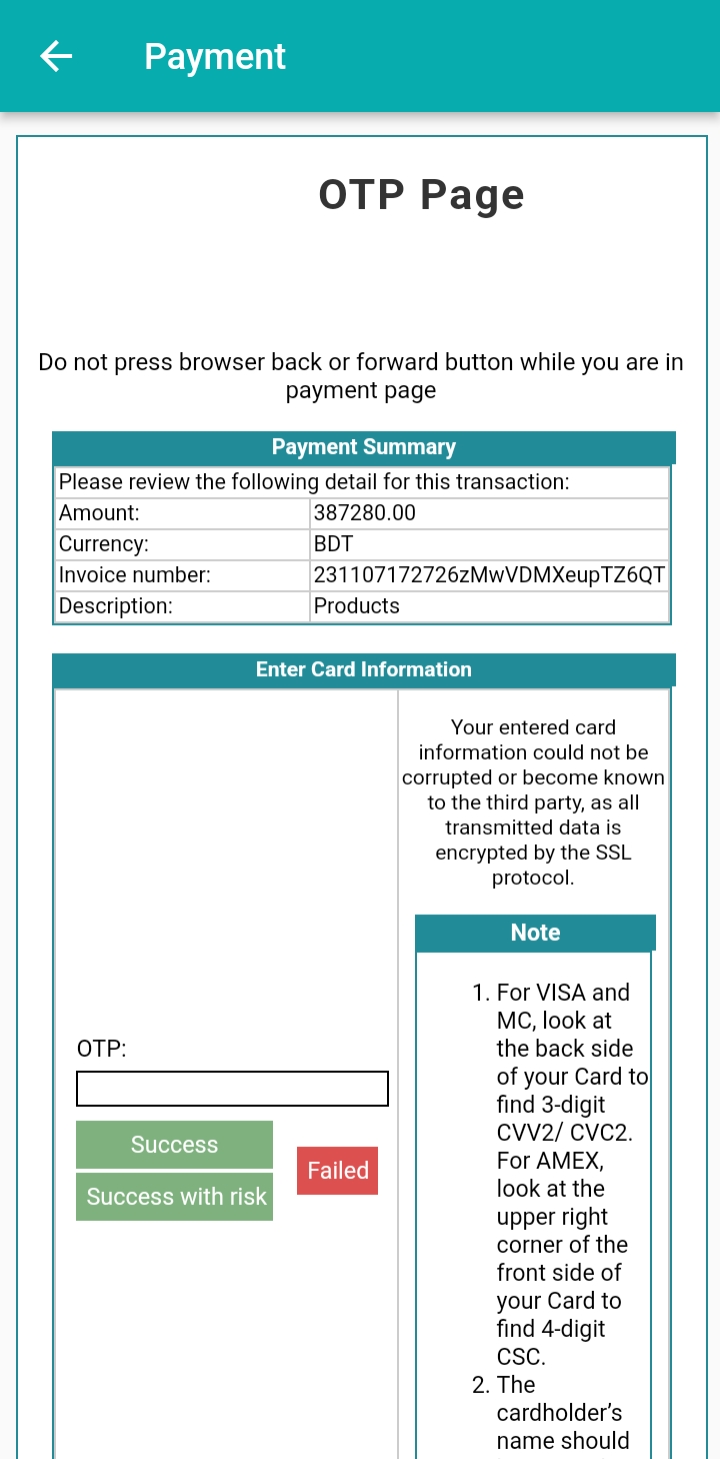 Payment
OTP Page
Do not press browser back or forward button while you are in
payment page
Payment Summary
Please review the following detail for this transaction:
Amount: 387280.00
Currency: BDT
Invoice number: 231107172726zMwVDMXeupTZ6QT
Description: Products
Enter Card Information
Your entered card
information could not be
corrupted or become known
to the third party, as all
transmitted data is
encrypted by the SSL
protocol.
Note
1. For VISA and
MC, look at
the back side
of your Card to
find 3-digit
CVV2/ CVC2.
For AMEX,
look at the
upper right
corner of the
front side of
your Card to
find 4-digit
CSC.
2. The
cardholder's
name should
OTP:
Success
Success with risk
Failed